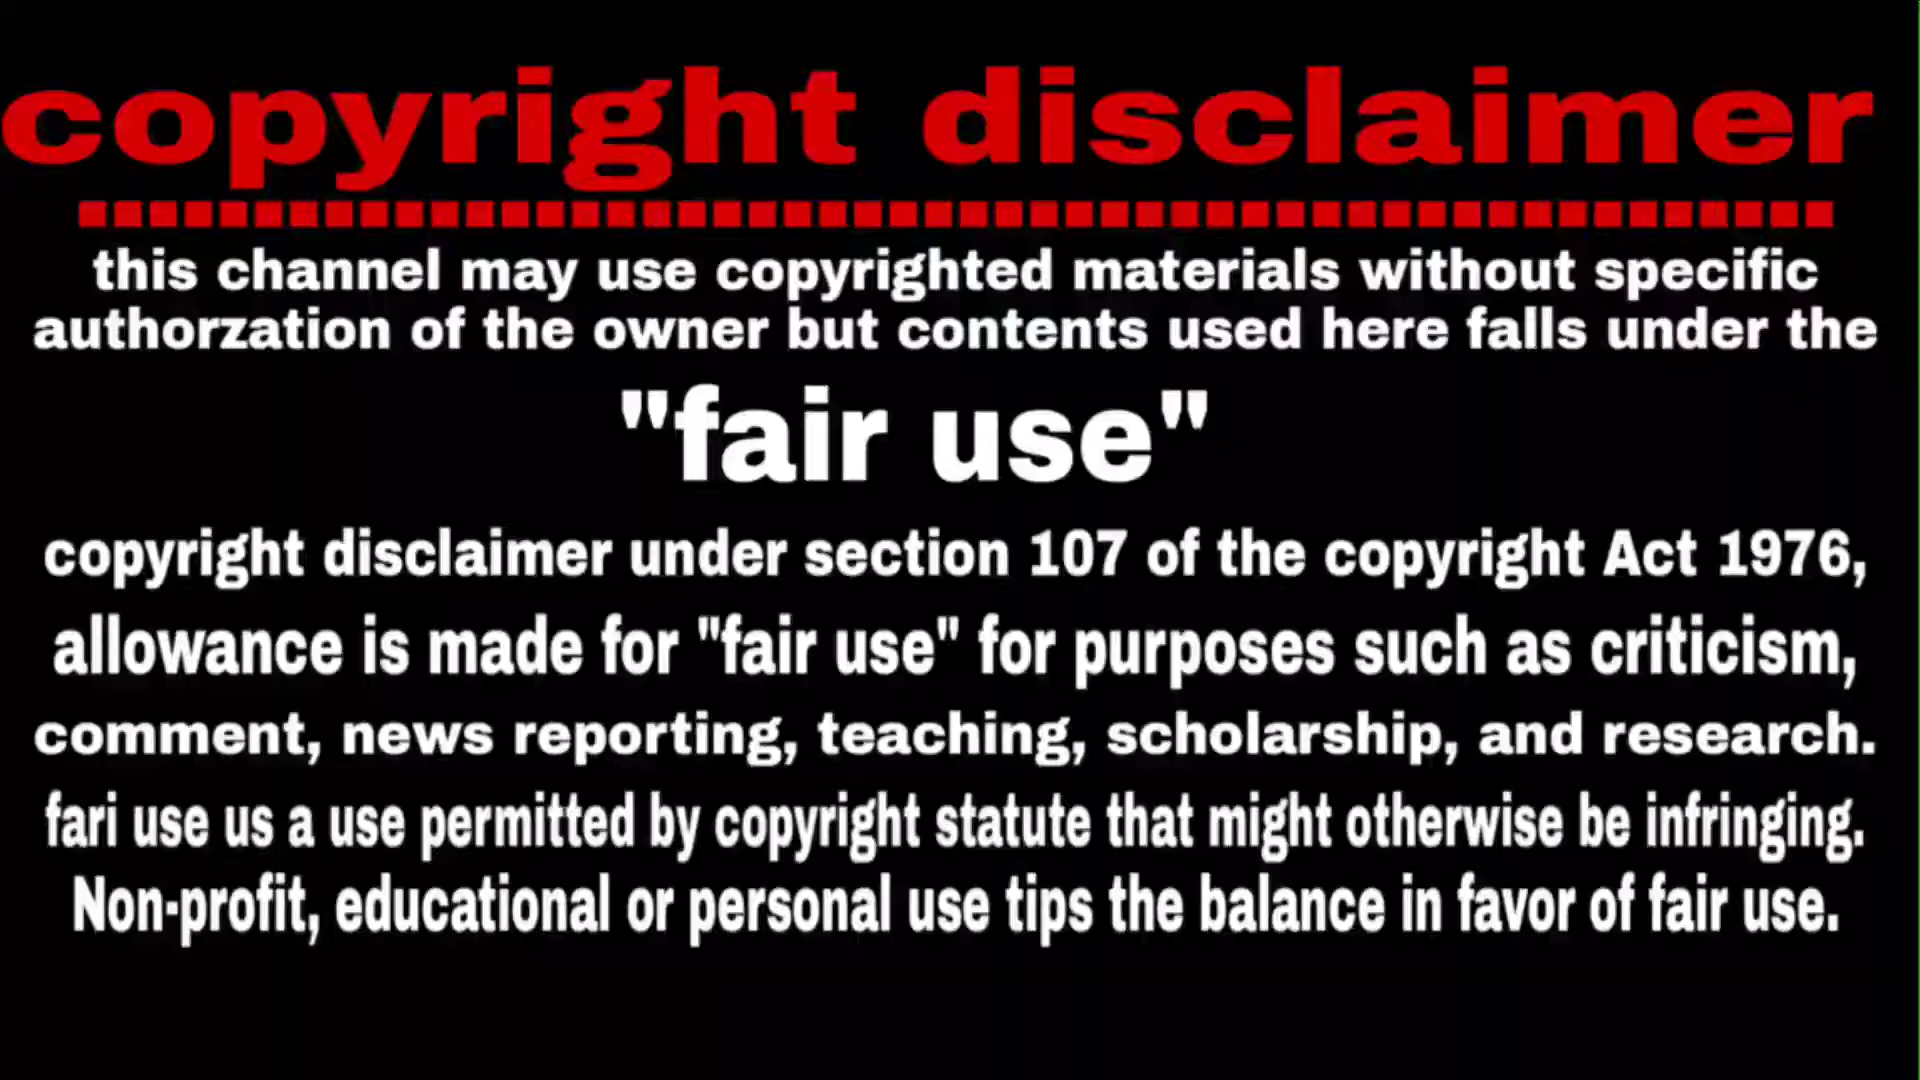 copyright disclaimer
this channel may use copyrighted materials without specific
authorzation of the owner but contents used here falls under the
"fair use"
copyright disclaimer under section 107 of the copyright Act 1976,
allowance is made for "fair use" for purposes such as criticism,
comment, news reporting, teaching, scholarship, and research.
fari use us a use permitted by copyright statute that might otherwise be infringing.
Non-profit, educational or personal use tips the balance in favor of fair use.